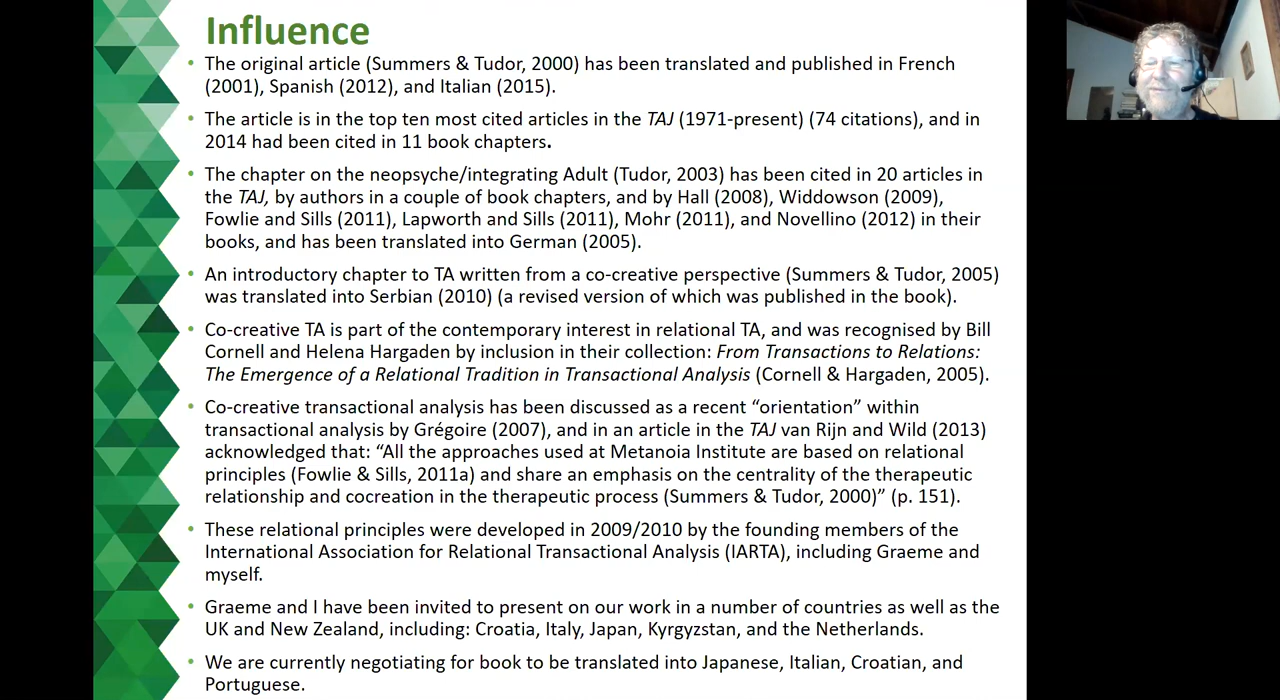 Influence
The original article (Summers & Tudor, 2000) has been translated and published in French
(2001), Spanish (2012), and Italian (2015).
The article is in the top ten most cited articles in the TAJ (1971-present) (74 citations), and in
2014 had been cited in 11 book chapters.
The chapter on the neopsyche/integrating Adult (Tudor, 2003) has been cited in 20 articles in
the TAJ, by authors in a couple of book chapters, and by Hall (2008), Widdowson (2009),
Fowlie and Sills (2011), Lapworth and Sills (2011), Mohr (2011), and Novellino (2012) in their
books, and has been translated into German (2005).
An introductory chapter to TA written from a co-creative perspective (Summers & Tudor, 2005)
was translated into Serbian (2010) (a revised version of which was published in the book).
Co-creative TA is part of the contemporary interest in relational TA, and was recognised by Bill
Cornell and Helena Hargaden by inclusion in their collection: From Transactions to Relations:
The Emergence of a Relational Tradition in Transactional Analysis (Cornell & Hargaden, 2005).
Co-creative transactional analysis has been discussed as a recent “orientation” within
transactional analysis by Grégoire (2007), and in an article in the TAJ van Rijn and Wild (2013)
acknowledged that: “All the approaches used at Metanoia Institute are based on relational
principles (Fowlie & Sills, 2011a) and share an emphasis on the centrality of the therapeutic
relationship and cocreation in the therapeutic process (Summers & Tudor, 2000)” (p. 151).
These relational principles were developed in 2009/2010 by the founding members of the
International Association for Relational Transactional Analysis (IARTA), including Graeme and
myself.
Graeme and I have been invited to present on our work in a number of countries as well as the
UK and New Zealand, including: Croatia, Italy, Japan, Kyrgyzstan, and the Netherlands.
We are currently negotiating for book to be translated into Japanese, Italian, Croatian, and
Portuguese.